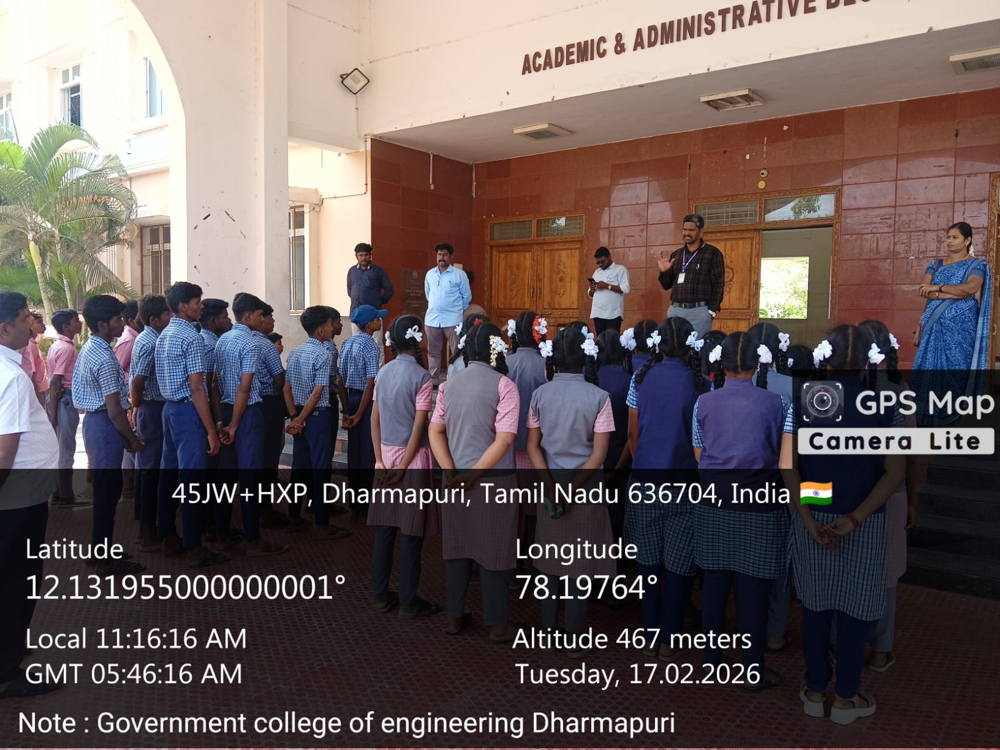 ACADEMIC & ADMINISTRATIVE
GPS Map
Camera Lite
45JW+HXP, Dharmapuri, Tamil Nadu 636704, India 🇮🇳
Latitude
12.131955000000001°
Longitude
78.19764°
Local 11:16:16 AM
GMT 05:46:16 AM
Altitude 467 meters
Tuesday, 17.02.2026
Note : Government college of engineering Dharmapuri